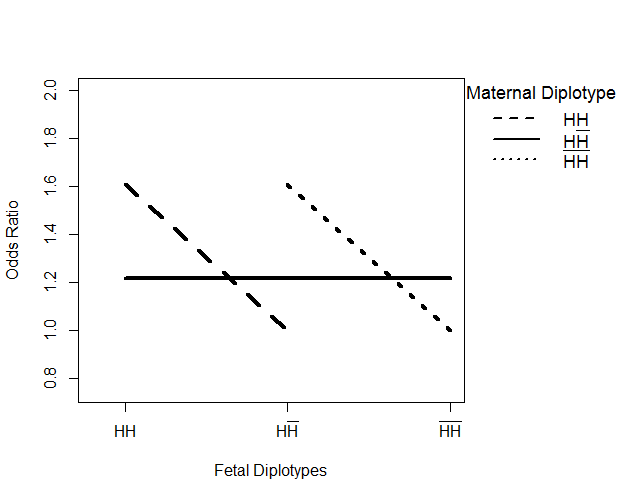 Maternal Diplotype
HH
HH̅
H̅H̅
Odds Ratio
2.0
1.8
1.6
1.4
1.2
1.0
0.8
HH
HH̅
H̅H̅
Fetal Diplotypes